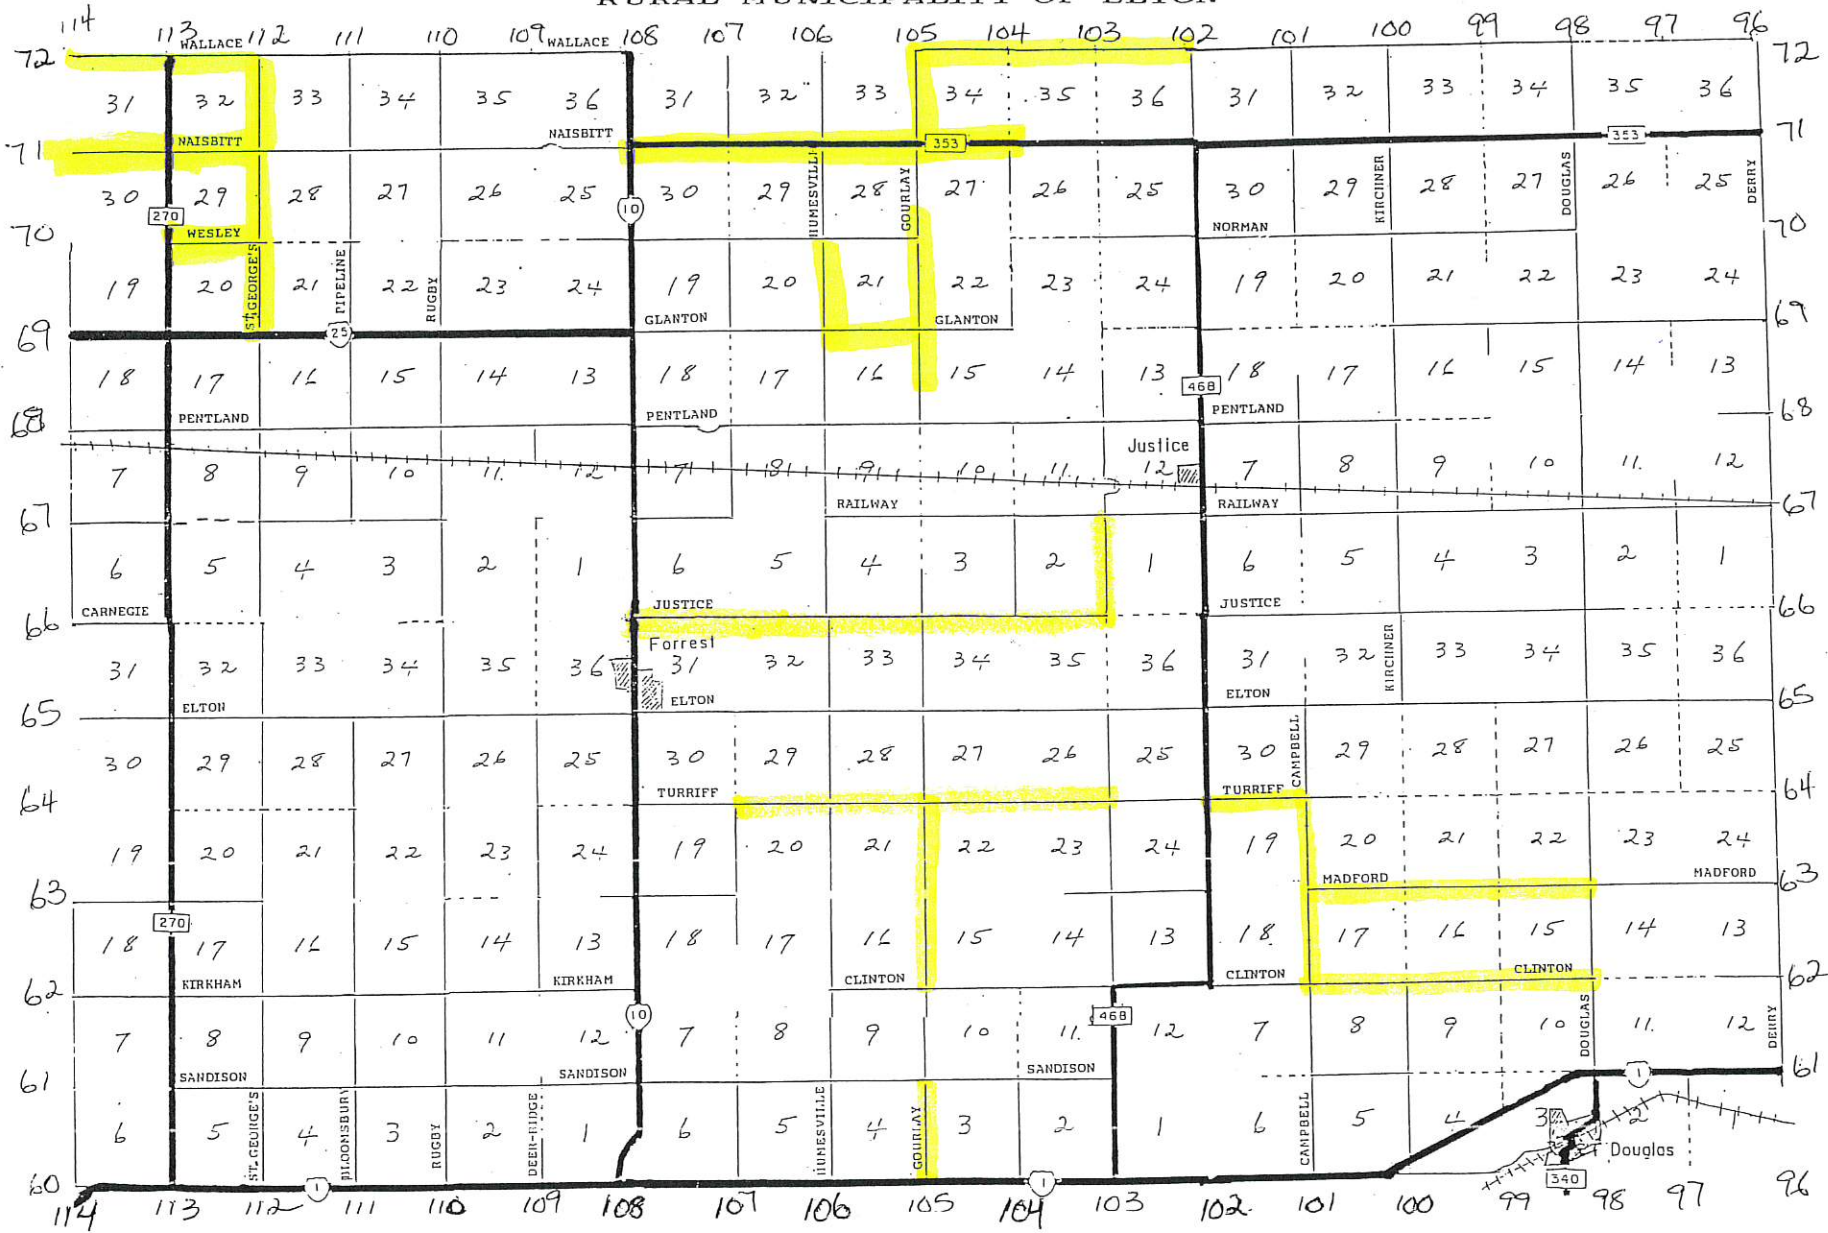 RURAL MUNICIPALITY OF ELTON
114 113 112 111 110 109 108 107 106 105 104 103 102 101 100 99 98 97 96
WALLACE WALLACE
72 72
31 32 33 34 35 36 31 32 33 34 35 36 31 32 33 34 35 36
NAISBITT NAISBITT 353 353
71 71
HUMESVILLE GOURLAY KIRCHNER DOUGLAS DERRY
30 29 28 27 26 25 30 29 28 27 26 25 30 29 28 27 26 25
270 10
WESLEY NORMAN
70 70
ST.GEORGE'S PIPELINE RUGBY
19 20 21 22 23 24 19 20 21 22 23 24 19 20 21 22 23 24
GLANTON GLANTON
69 25 69
18 17 16 15 14 13 18 17 16 15 14 13 468 18 17 16 15 14 13
PENTLAND PENTLAND PENTLAND
68 68
Justice
7 8 9 10 11 12 7 8 9 10 11 12 7 8 9 10 11 12
RAILWAY RAILWAY
67 67
6 5 4 3 2 1 6 5 4 3 2 1 6 5 4 3 2 1
CARNEGIE JUSTICE JUSTICE
66 66
Forrest
31 32 33 34 35 36 31 32 33 34 35 36 31 32 KIRCHNER 33 34 35 36
ELTON ELTON ELTON
65 65
30 29 28 27 26 25 30 29 28 27 26 25 30 CAMPBELL 29 28 27 26 25
TURRIFF TURRIFF
64 64
19 20 21 22 23 24 19 20 21 22 23 24 19 20 21 22 23 24
MADFORD MADFORD
63 63
270
18 17 16 15 14 13 18 17 16 15 14 13 18 17 16 15 14 13
KIRKHAM KIRKHAM CLINTON CLINTON CLINTON
62 62
10 468 DOUGLAS DERRY
7 8 9 10 11 12 7 8 9 10 11 12 7 8 9 10 11 12
SANDISON SANDISON SANDISON
61 1 61
ST.GEORGE'S BLOOMSBURY RUGBY DEER-RIDGE HUMESVILLE GOURLAY CAMPBELL
6 5 4 3 2 1 6 5 4 3 2 1 6 5 4 3 2
Douglas
60 1 1 340
114 113 112 111 110 109 108 107 106 105 104 103 102 101 100 99 98 97 96